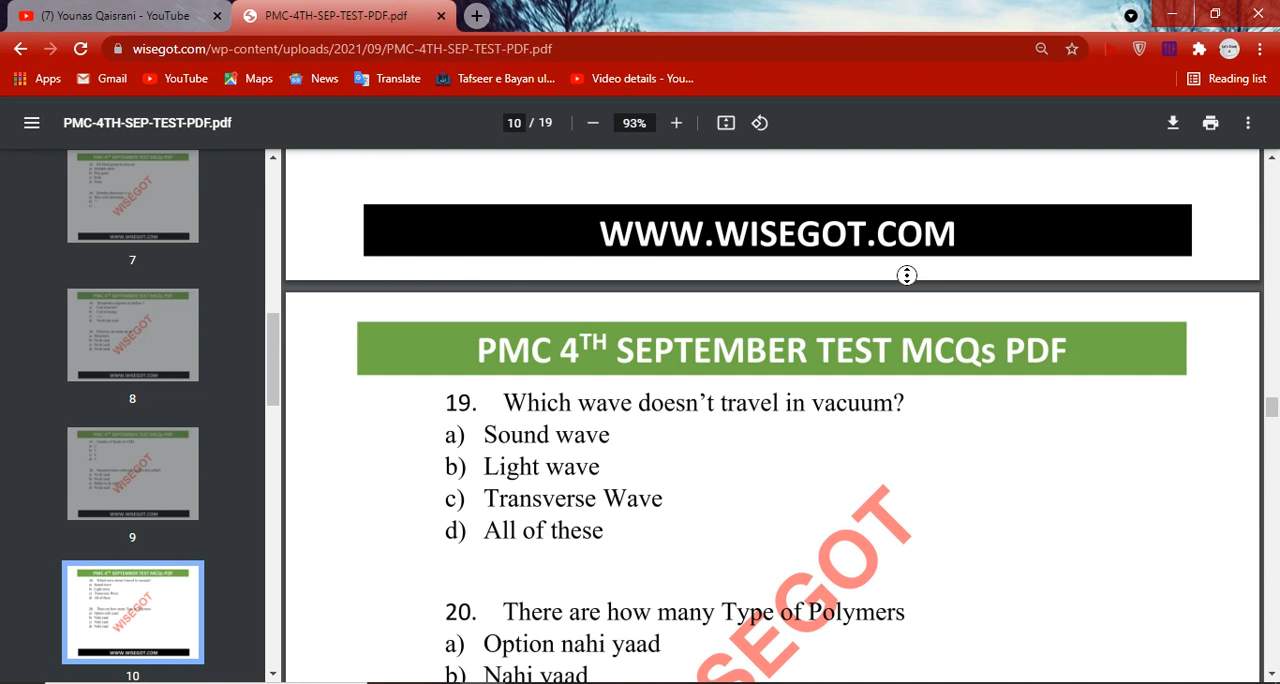 (7) Younas Qaisrani - YouTube
PMC-4TH-SEP-TEST-PDF.pdf
wisegot.com/wp-content/uploads/2021/09/PMC-4TH-SEP-TEST-PDF.pdf
Apps Gmail YouTube Maps News Translate Tafseer e Bayan ul... Video details - You... Reading list
PMC-4TH-SEP-TEST-PDF.pdf 10 / 19 93%
7
8
9
10
WWW.WISEGOT.COM
PMC 4TH SEPTEMBER TEST MCQs PDF
19. Which wave doesn't travel in vacuum?
a) Sound wave
b) Light wave
c) Transverse Wave
d) All of these
20. There are how many Type of Polymers
a) Option nahi yaad
b) Nahi yaad
SEGOT